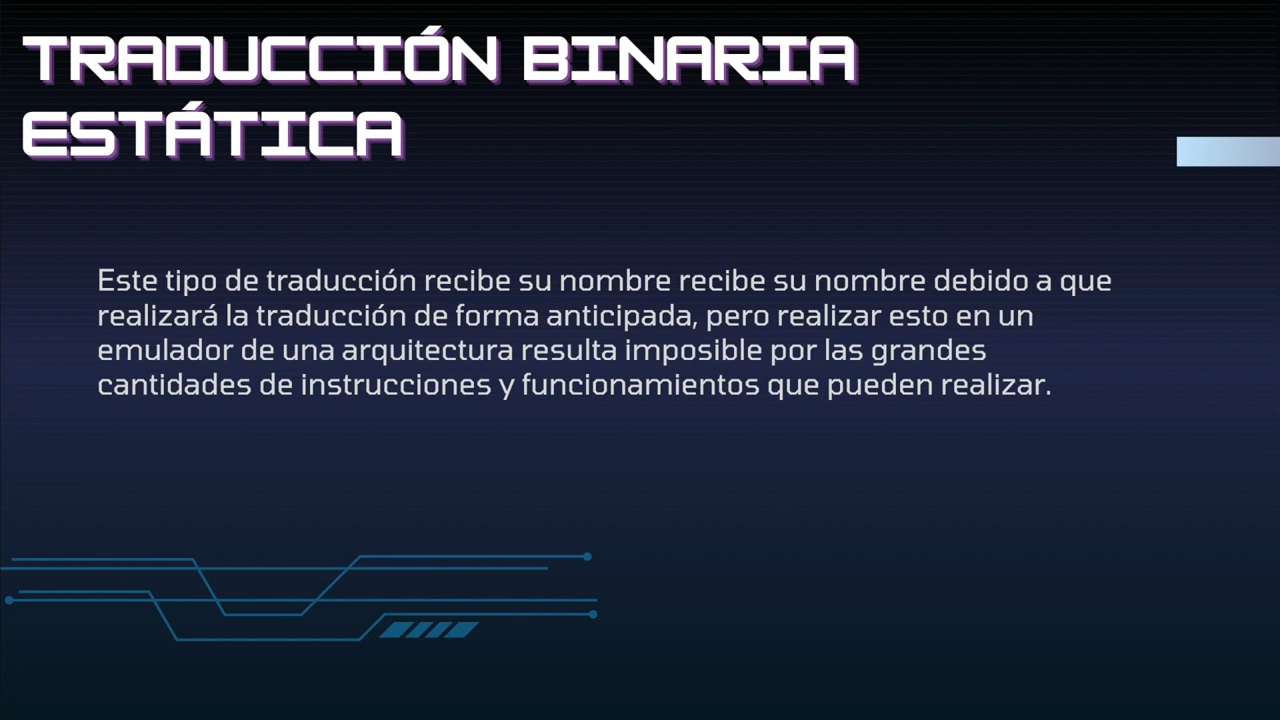 TRADUCCIÓN BINARIA
ESTÁTICA
Este tipo de traducción recibe su nombre recibe su nombre debido a que
realizará la traducción de forma anticipada, pero realizar esto en un
emulador de una arquitectura resulta imposible por las grandes
cantidades de instrucciones y funcionamientos que pueden realizar.